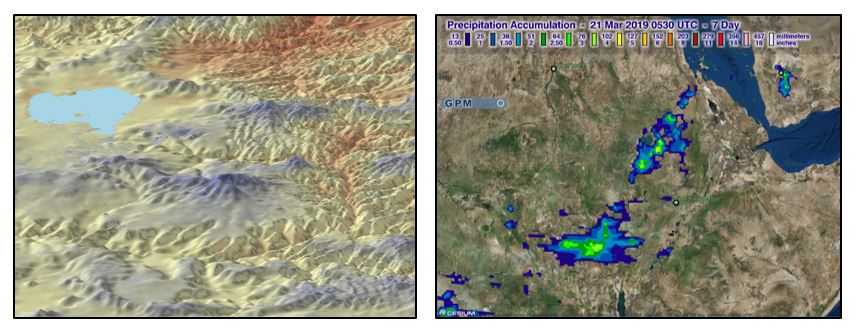 Precipitation Accumulation - 21 Mar 2019 0530 UTC - 7 Day
13 25 38 51 64 76 102 127 152 203 279 356 457 millimeters
0.50 1 1.50 2 2.50 3 4 5 6 8 11 14 18 inches
GPM
CESIUM